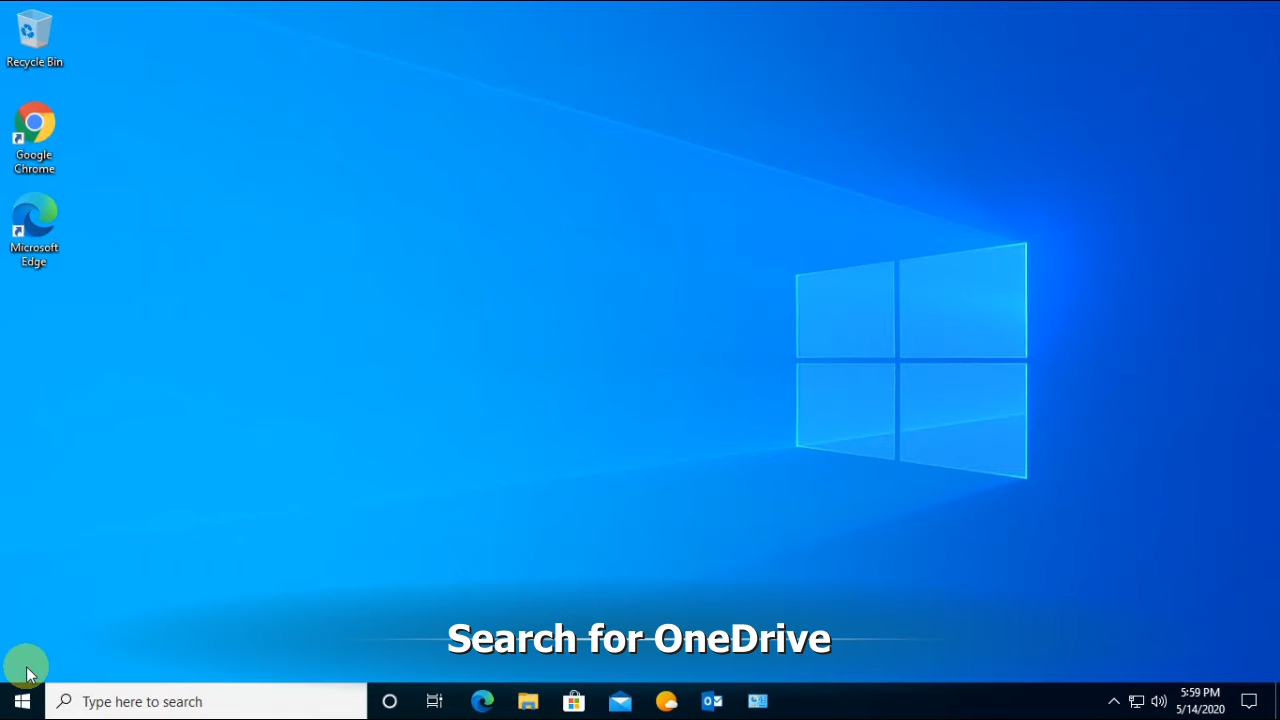 Recycle Bin
Google
Chrome
Microsoft
Edge
Search for OneDrive
Type here to search
5:59 PM
5/14/2020